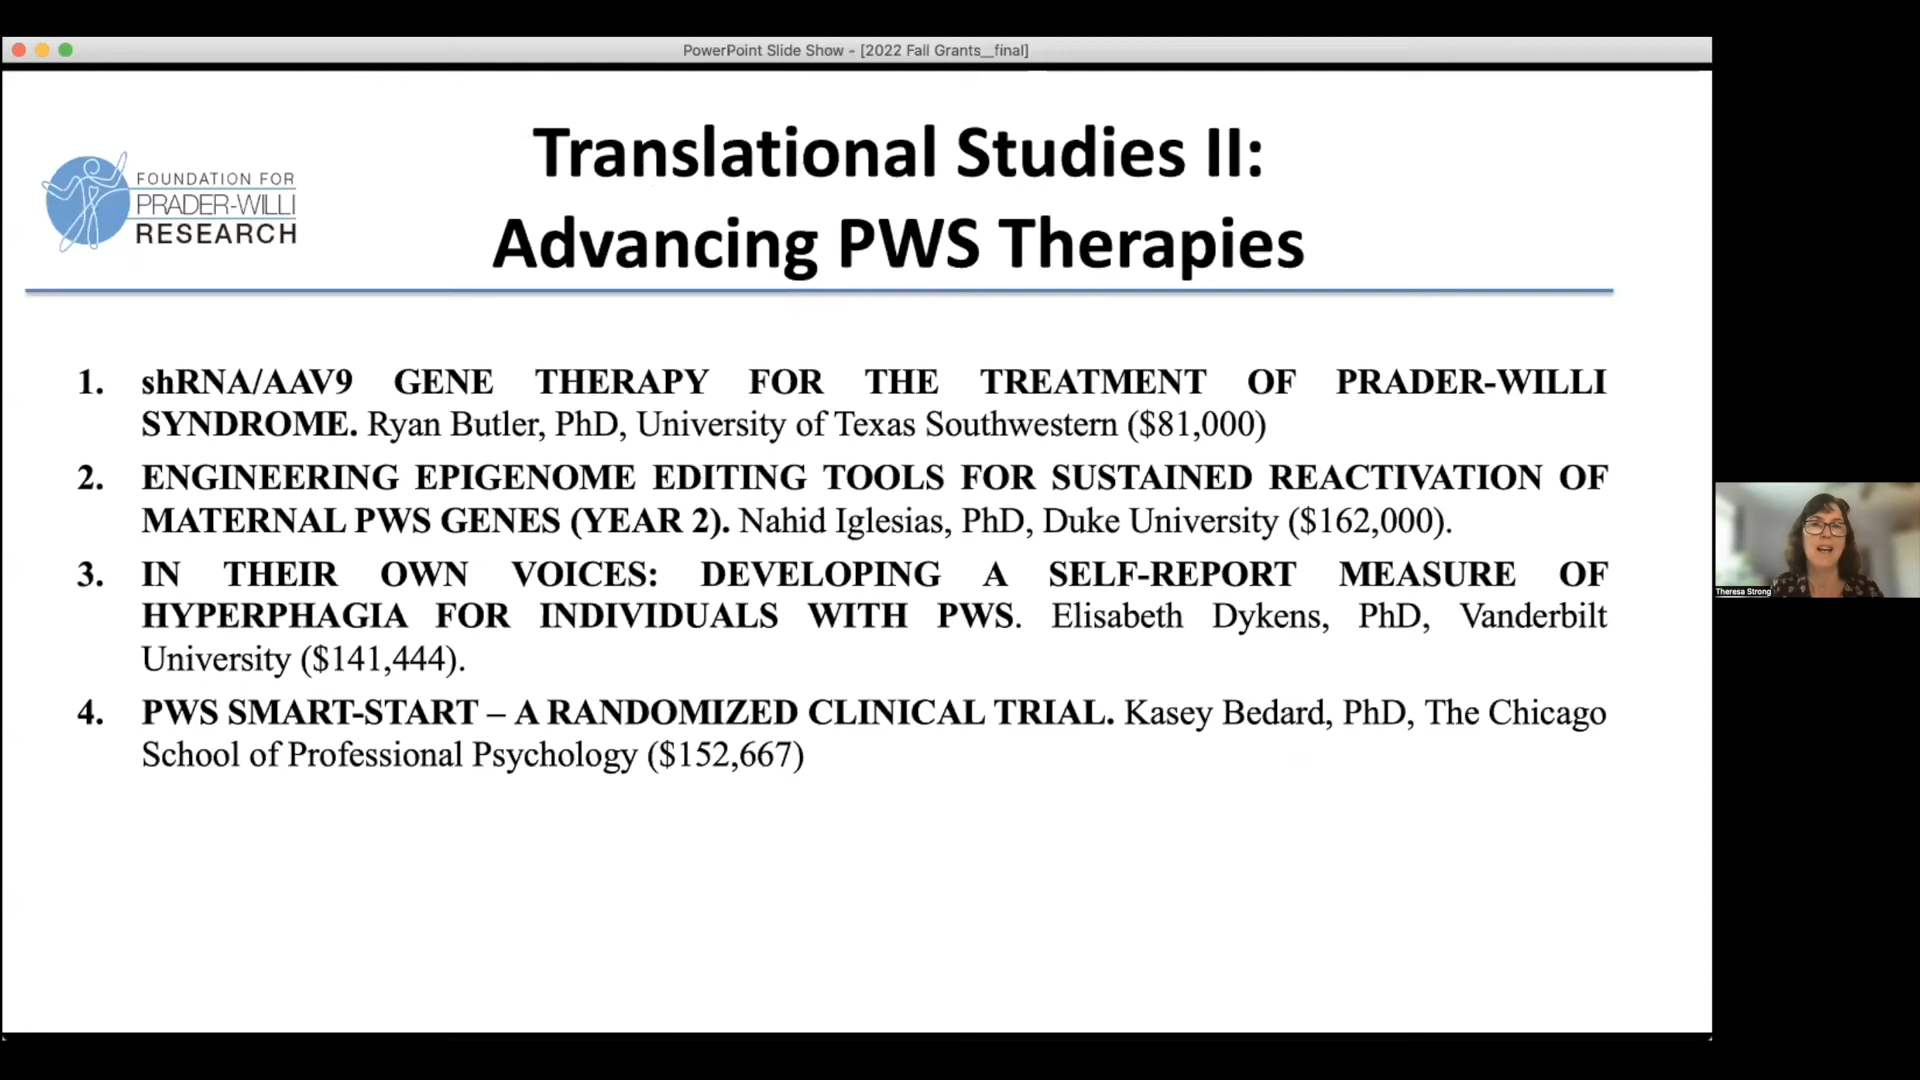 PowerPoint Slide Show - [2022 Fall Grants__final]
FOUNDATION FOR
PRADER-WILLI
RESEARCH
Translational Studies II:
Advancing PWS Therapies
1. shRNA/AAV9 GENE THERAPY FOR THE TREATMENT OF PRADER-WILLI
SYNDROME. Ryan Butler, PhD, University of Texas Southwestern ($81,000)
2. ENGINEERING EPIGENOME EDITING TOOLS FOR SUSTAINED REACTIVATION OF
MATERNAL PWS GENES (YEAR 2). Nahid Iglesias, PhD, Duke University ($162,000).
3. IN THEIR OWN VOICES: DEVELOPING A SELF-REPORT MEASURE OF
HYPERPHAGIA FOR INDIVIDUALS WITH PWS. Elisabeth Dykens, PhD, Vanderbilt
University ($141,444).
4. PWS SMART-START – A RANDOMIZED CLINICAL TRIAL. Kasey Bedard, PhD, The Chicago
School of Professional Psychology ($152,667)
Theresa Strong